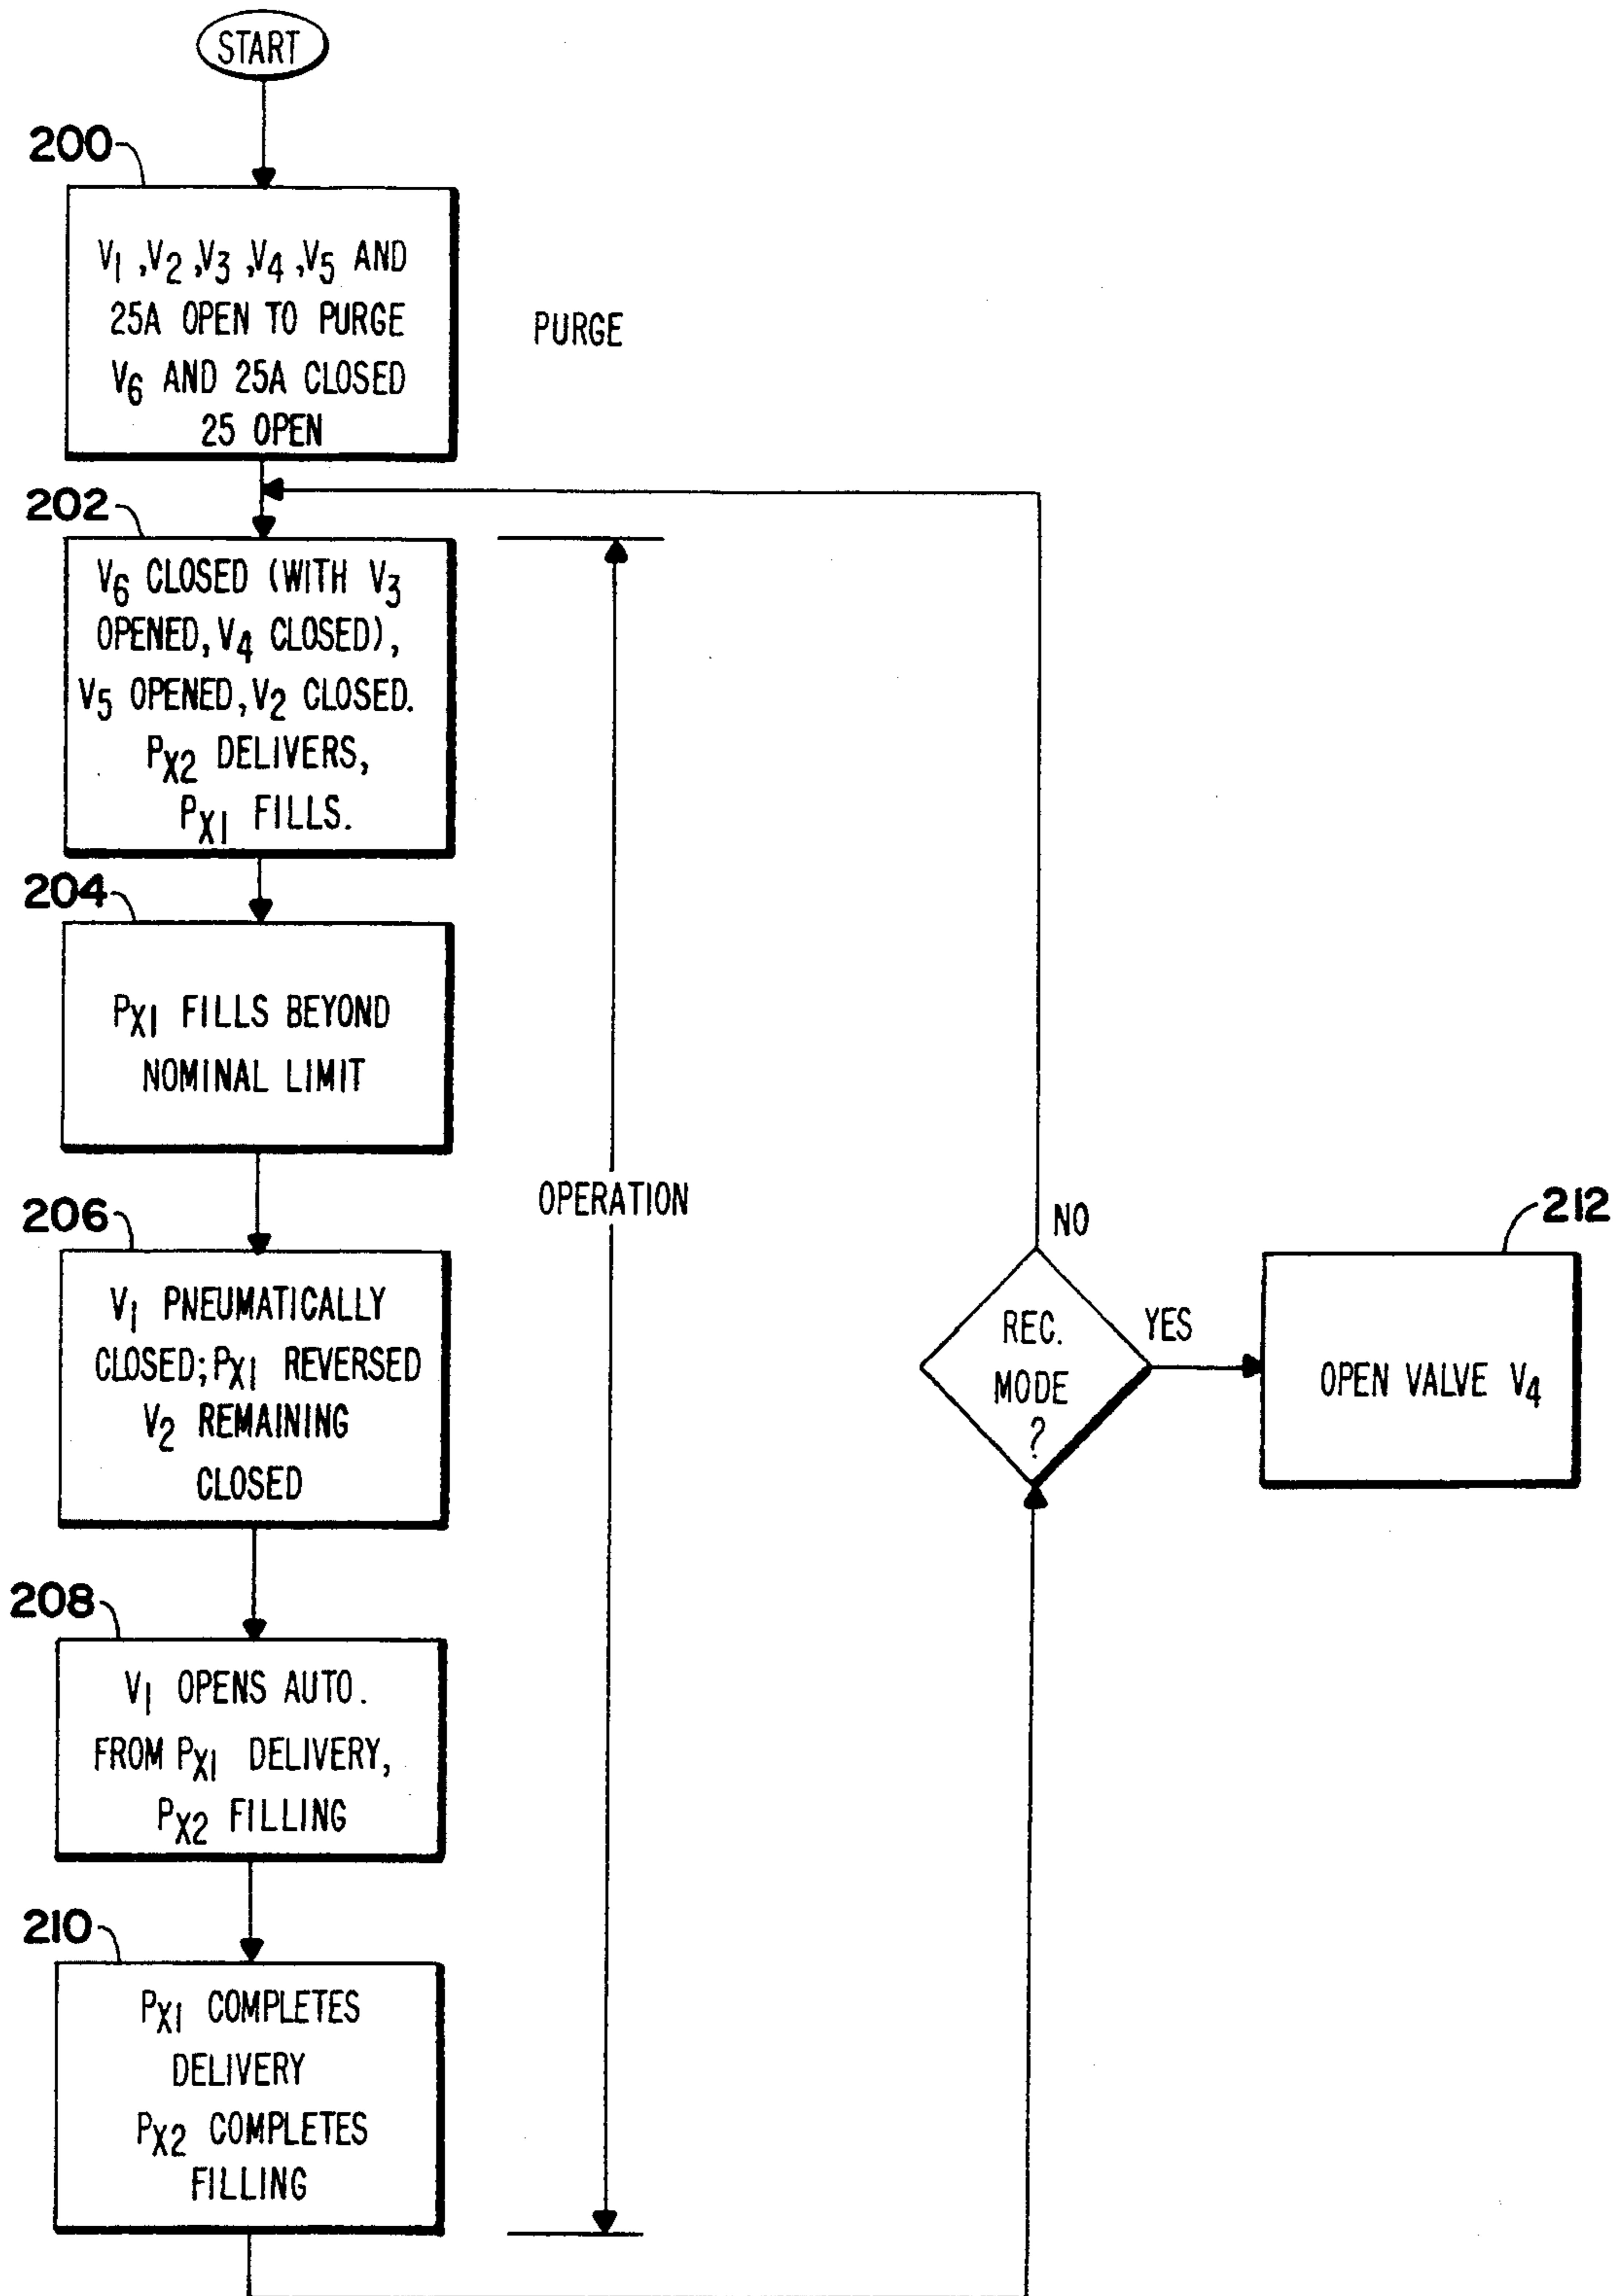 START
200
V1, V2, V3, V4, V5 AND
25A OPEN TO PURGE
V6 AND 25A CLOSED
25 OPEN
PURGE
202
V6 CLOSED (WITH V3
OPENED, V4 CLOSED),
V5 OPENED, V2 CLOSED.
PX2 DELIVERS,
PX1 FILLS.
204
PX1 FILLS BEYOND
NOMINAL LIMIT
OPERATION
206
V1 PNEUMATICALLY
CLOSED; PX1 REVERSED
V2 REMAINING
CLOSED
208
V1 OPENS AUTO.
FROM PX1 DELIVERY,
PX2 FILLING
210
PX1 COMPLETES
DELIVERY
PX2 COMPLETES
FILLING
NO
REC.
MODE
?
YES
212
OPEN VALVE V4